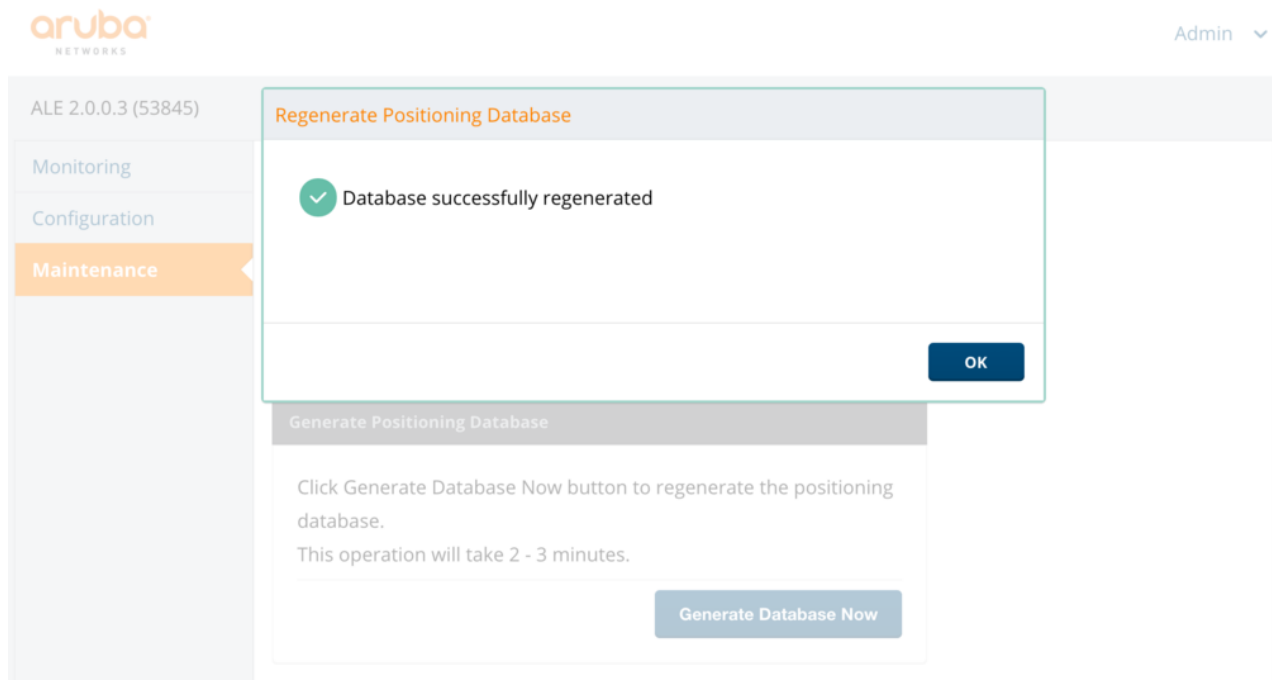 aruba
NETWORKS
Admin
ALE 2.0.0.3 (53845)
Regenerate Positioning Database
Monitoring
Configuration
Maintenance
Database successfully regenerated
OK
Generate Positioning Database
Click Generate Database Now button to regenerate the positioning
database.
This operation will take 2 - 3 minutes.
Generate Database Now